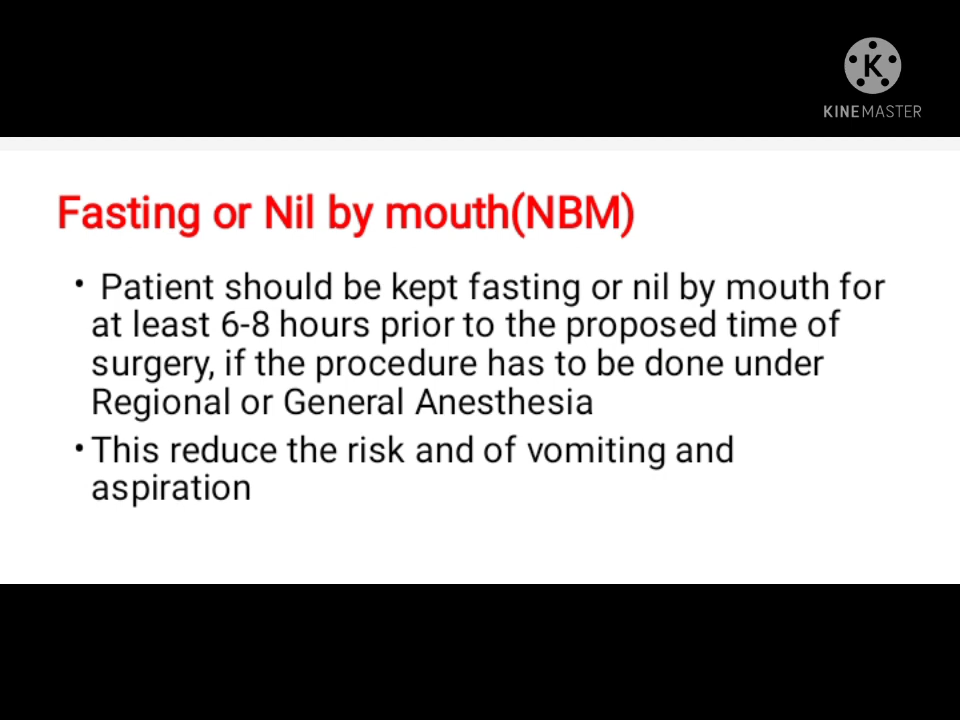 K
KINEMASTER
Fasting or Nil by mouth(NBM)
• Patient should be kept fasting or nil by mouth for
at least 6-8 hours prior to the proposed time of
surgery, if the procedure has to be done under
Regional or General Anesthesia
• This reduce the risk and of vomiting and
aspiration